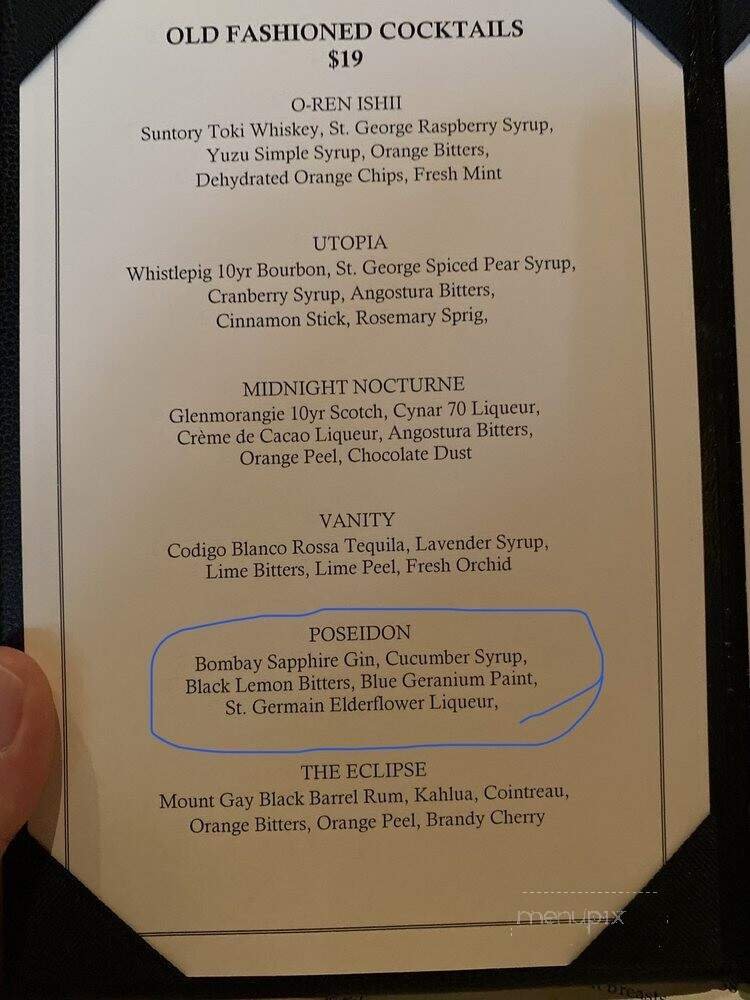 OLD FASHIONED COCKTAILS
$19
O-REN ISHII
Suntory Toki Whiskey, St. George Raspberry Syrup,
Yuzu Simple Syrup, Orange Bitters,
Dehydrated Orange Chips, Fresh Mint
UTOPIA
Whistlepig 10yr Bourbon, St. George Spiced Pear Syrup,
Cranberry Syrup, Angostura Bitters,
Cinnamon Stick, Rosemary Sprig,
MIDNIGHT NOCTURNE
Glenmorangie 10yr Scotch, Cynar 70 Liqueur,
Crème de Cacao Liqueur, Angostura Bitters,
Orange Peel, Chocolate Dust
VANITY
Codigo Blanco Rossa Tequila, Lavender Syrup,
Lime Bitters, Lime Peel, Fresh Orchid
POSEIDON
Bombay Sapphire Gin, Cucumber Syrup,
Black Lemon Bitters, Blue Geranium Paint,
St. Germain Elderflower Liqueur,
THE ECLIPSE
Mount Gay Black Barrel Rum, Kahlua, Cointreau,
Orange Bitters, Orange Peel, Brandy Cherry
menupix